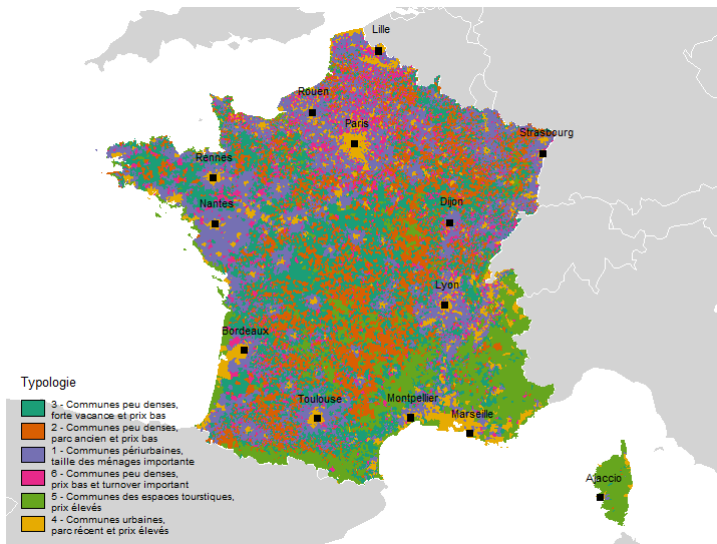 Lille
Rouen
Paris
Strasbourg
Rennes
Nantes
Dijon
Lyon
Bordeaux
Toulouse
Montpellier
Marseille
Ajaccio
Typologie
3 - Communes peu denses,
forte vacance et prix bas
2 - Communes peu denses,
parc ancien et prix bas
1 - Communes périurbaines,
taille des ménages importante
6 - Communes peu denses,
prix bas et turnover important
5 - Communes des espaces tourstiques,
prix élevés
4 - Communes urbaines,
parc récent et prix élevés